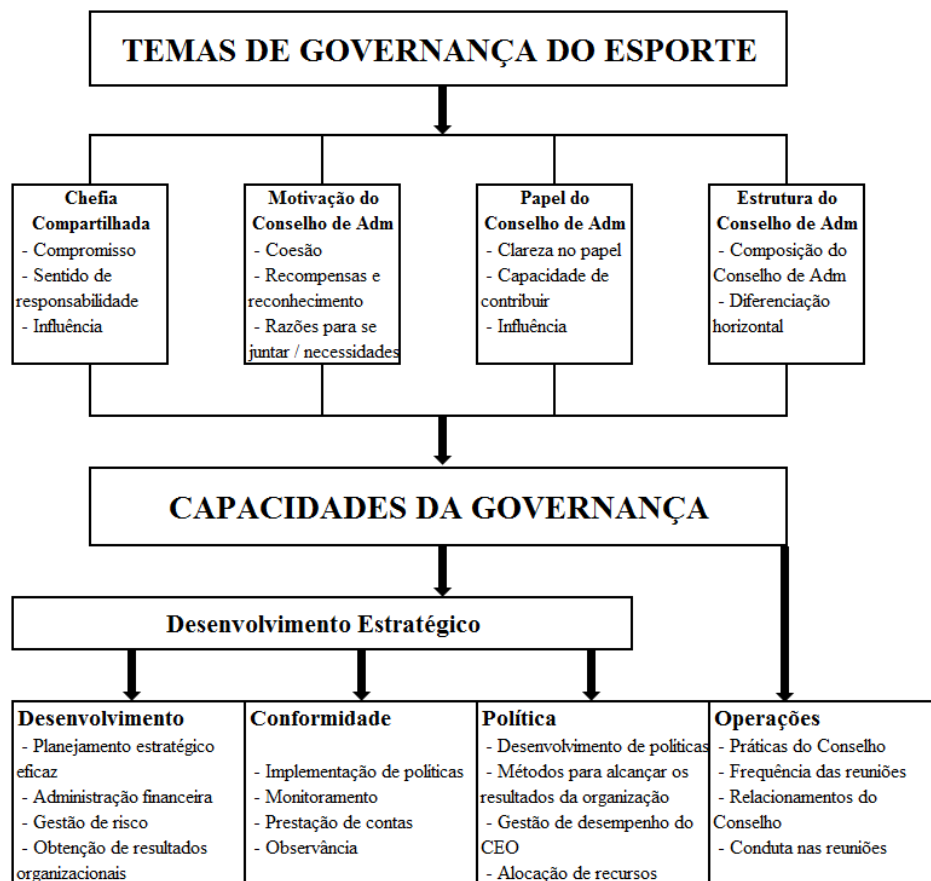 TEMAS DE GOVERNANÇA DO ESPORTE
Chefia
Compartilhada
- Compromisso
- Sentido de
responsabilidade
- Influência
Motivação do
Conselho de Adm
- Coesão
- Recompensas e
reconhecimento
- Razões para se
juntar / necessidades
Papel do
Conselho de Adm
- Clareza no papel
- Capacidade de
contribuir
- Influência
Estrutura do
Conselho de Adm
- Composição do
Conselho de Adm
- Diferenciação
horizontal
CAPACIDADES DA GOVERNANÇA
Desenvolvimento Estratégico
Desenvolvimento
- Planejamento estratégico
eficaz
- Administração financeira
- Gestão de risco
- Obtenção de resultados
organizacionais
Conformidade
- Implementação de políticas
- Monitoramento
- Prestação de contas
- Observância
Política
- Desenvolvimento de políticas
- Métodos para alcançar os
resultados da organização
- Gestão de desempenho do
CEO
- Alocação de recursos
Operações
- Práticas do Conselho
- Frequência das reuniões
- Relacionamentos do
Conselho
- Conduta nas reuniões